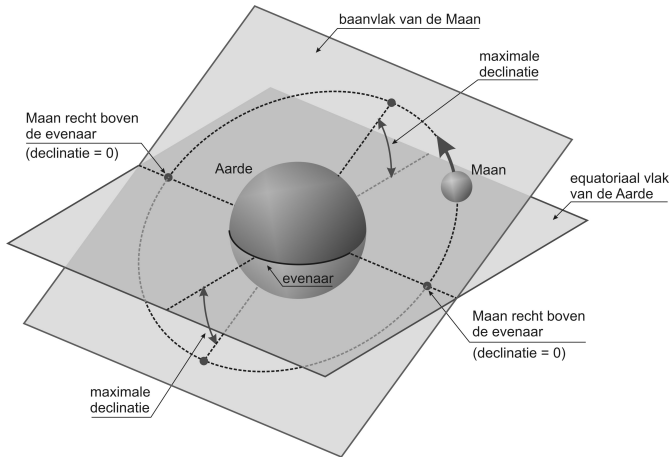 baanvlak van de Maan
maximale
declinatie
Maan recht boven
de evenaar
(declinatie = 0)
Aarde
Maan
equatoriaal vlak
van de Aarde
evenaar
Maan recht boven
de evenaar
(declinatie = 0)
maximale
declinatie